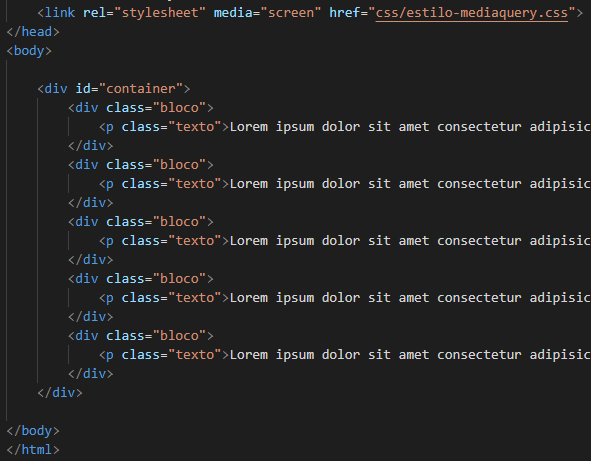 <link rel="stylesheet" media="screen" href="css/estilo-mediaquery.css">
</head>
<body>
<div id="container">
<div class="bloco">
<p class="texto">Lorem ipsum dolor sit amet consectetur adipisic
</div>
<div class="bloco">
<p class="texto">Lorem ipsum dolor sit amet consectetur adipisic
</div>
<div class="bloco">
<p class="texto">Lorem ipsum dolor sit amet consectetur adipisic
</div>
<div class="bloco">
<p class="texto">Lorem ipsum dolor sit amet consectetur adipisic
</div>
<div class="bloco">
<p class="texto">Lorem ipsum dolor sit amet consectetur adipisic
</div>
</div>
</body>
</html>